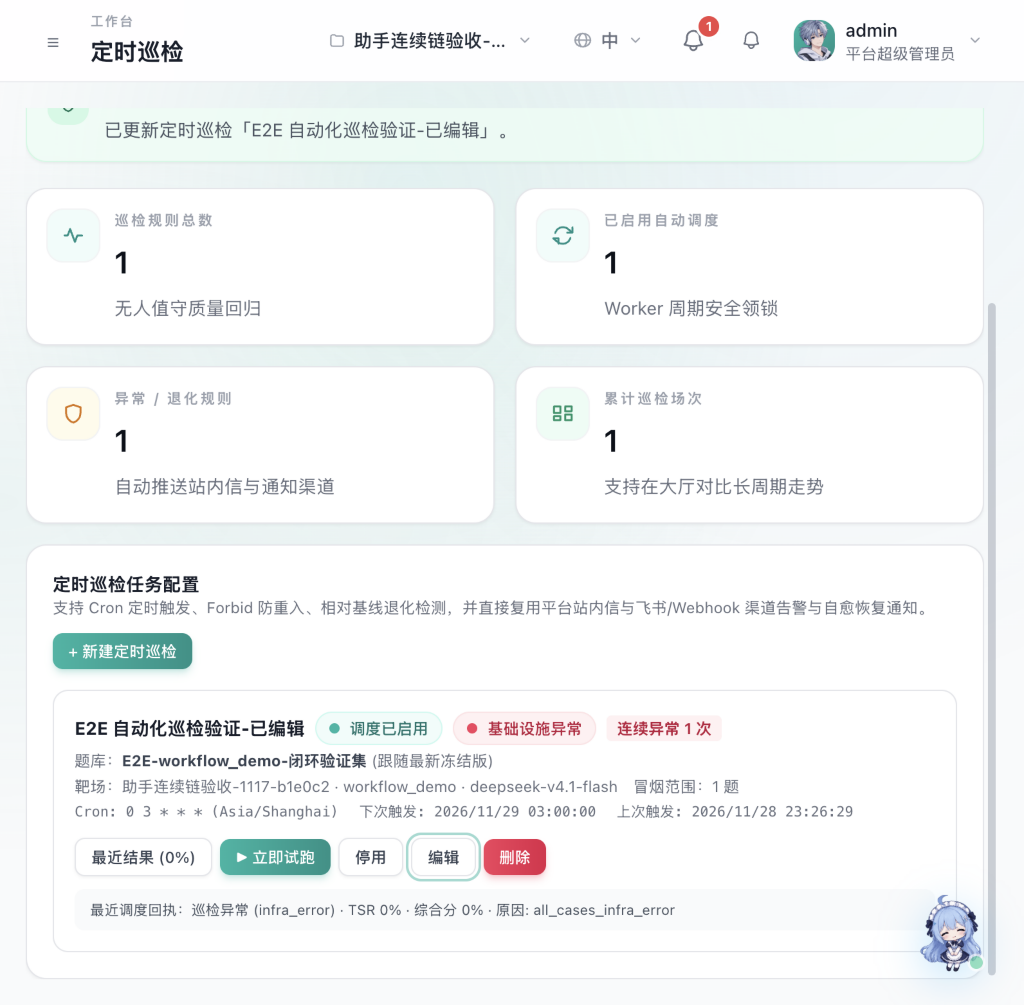 工作台
定时巡检
助手连续链验收-...
中
1
admin
平台超级管理员
已更新定时巡检「E2E 自动化巡检验证-已编辑」。
巡检规则总数
1
无人值守质量回归
已启用自动调度
1
Worker 周期安全领锁
异常 / 退化规则
1
自动推送站内信与通知渠道
累计巡检场次
1
支持在大厅对比长周期走势
定时巡检任务配置
支持 Cron 定时触发、Forbid 防重入、相对基线退化检测，并直接复用平台站内信与飞书/Webhook 渠道告警与自愈恢复通知。
+ 新建定时巡检
E2E 自动化巡检验证-已编辑 调度已启用 基础设施异常 连续异常 1 次
题库：E2E-workflow_demo-闭环验证集 (跟随最新冻结版)
靶场：助手连续链验收-1117-b1e0c2 · workflow_demo · deepseek-v4.1-flash 冒烟范围：1 题
Cron: 0 3 * * * (Asia/Shanghai) 下次触发: 2026/11/29 03:00:00 上次触发: 2026/11/28 23:26:29
最近结果 (0%) ▶ 立即试跑 停用 编辑 删除
最近调度回执：巡检异常 (infra_error) · TSR 0% · 综合分 0% · 原因: all_cases_infra_error